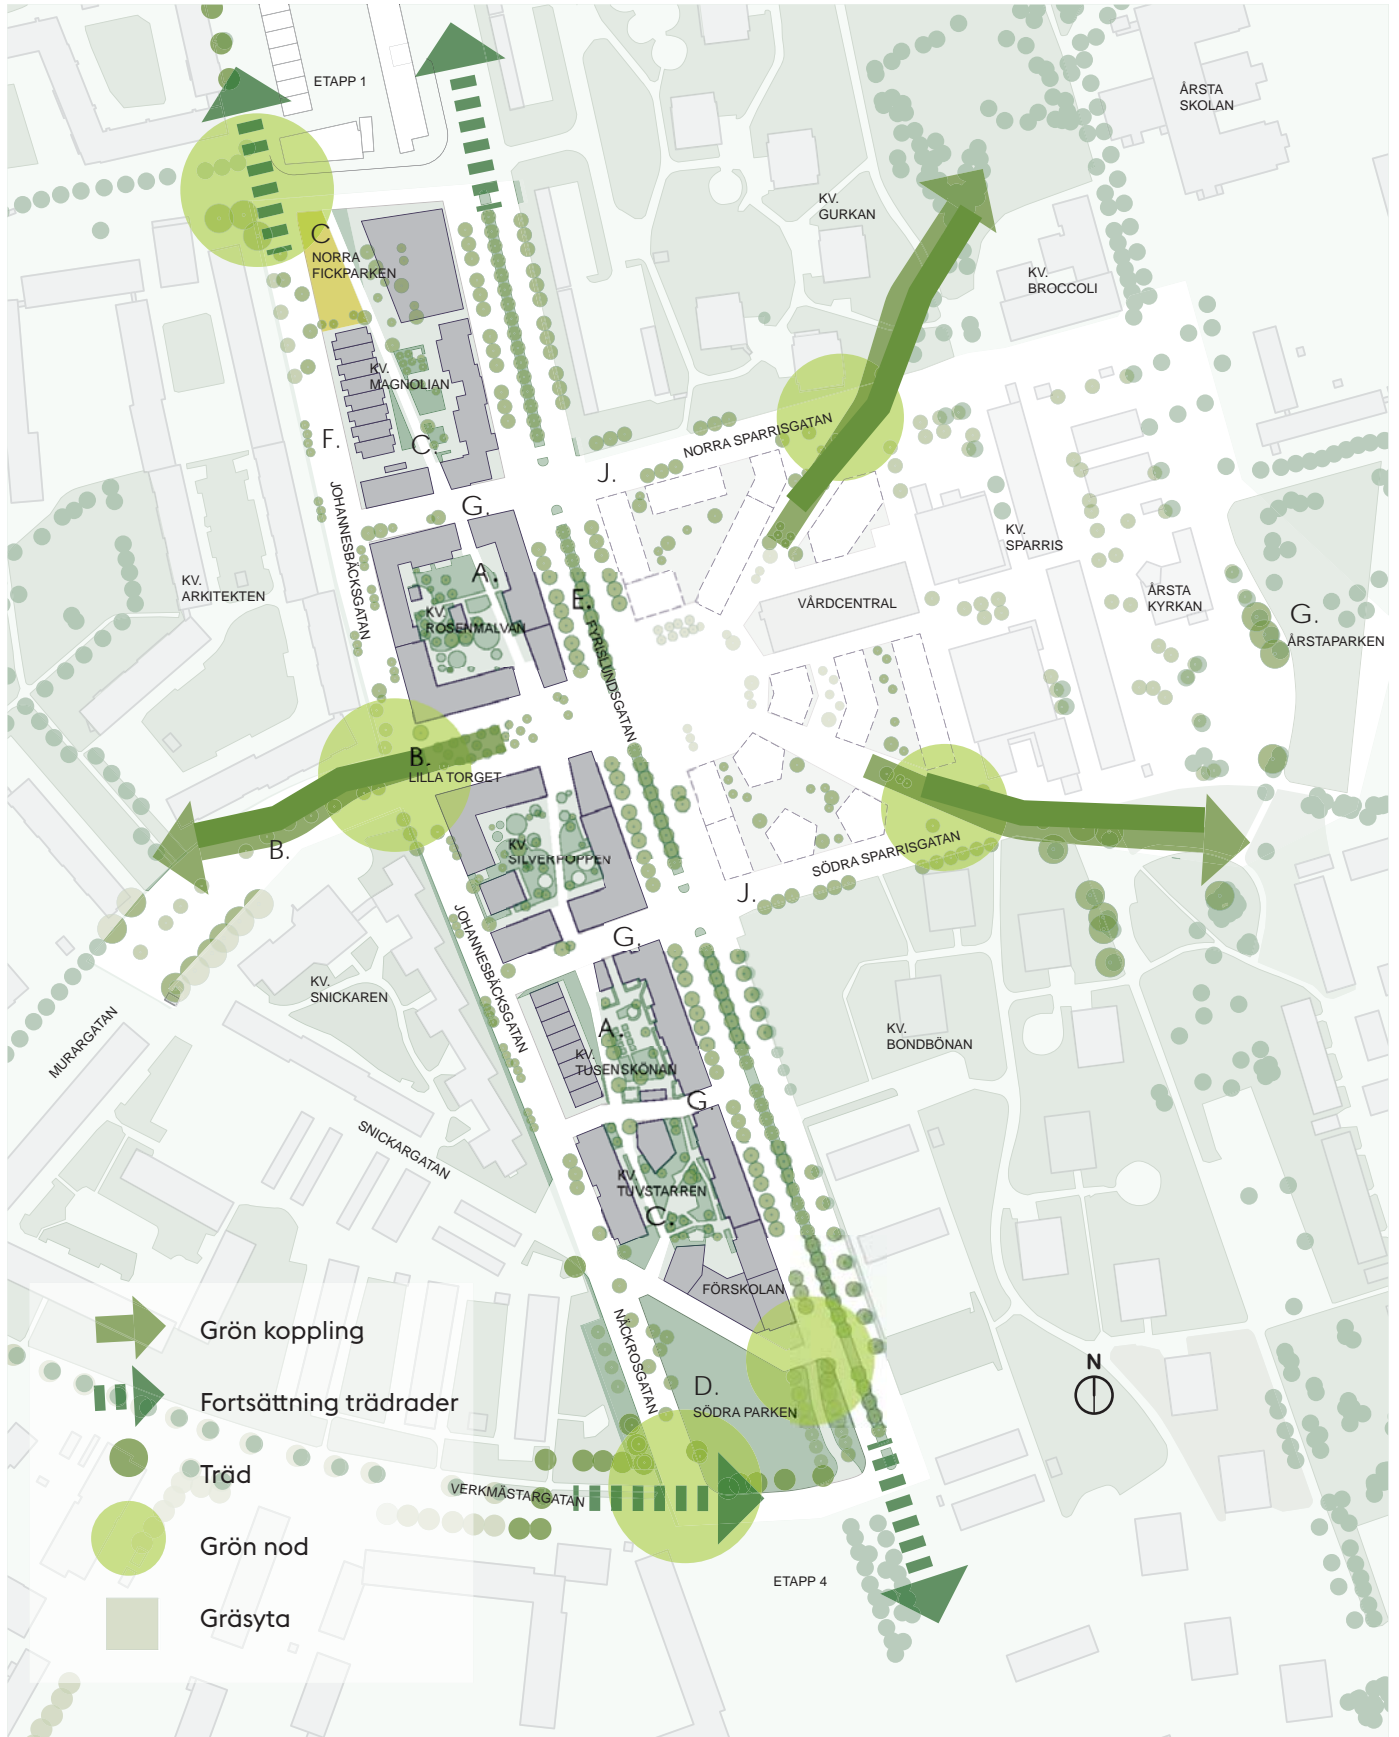 ETAPP 1
ÅRSTA
SKOLAN
KV.
GURKAN
C
NORRA
FICKPARKEN
KV.
BROCCOLI
KV.
MAGNOLIAN
F.
C.
NORRA SPARRISGATAN
J.
JOHANNESBÄCKSGATAN
G.
KV.
SPARRIS
A.
KV.
ARKITEKTEN
E.
VÅRDCENTRAL
ÅRSTA
KYRKAN
G.
ÅRSTAPARKEN
KV.
ROSENMALVAN
FYRISLUNDSGATAN
B.
LILLA TORGET
B.
KV.
SILVERPOPPEN
SÖDRA SPARRISGATAN
J.
JOHANNESBÄCKSGATAN
G.
KV.
SNICKAREN
MURARGATAN
A.
KV.
TUSENSKÖNAN
KV.
BONDBÖNAN
G.
SNICKARGATAN
KV.
TUVSTARREN
C.
FÖRSKOLAN
NÄCKROSGATAN
D.
SÖDRA PARKEN
N
VERKMÄSTARGATAN
ETAPP 4
Grön koppling
Fortsättning trädrader
Träd
Grön nod
Gräsyta